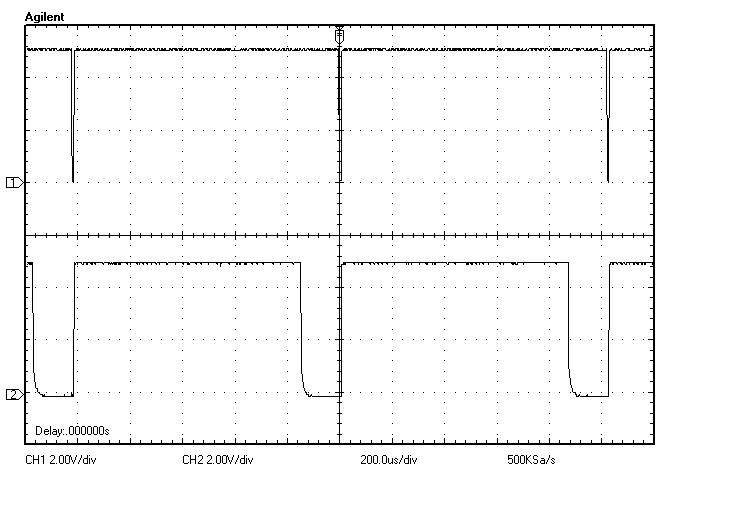 Agilent
1
2
Delay:.000000s
CH1 2.00V/div CH2 2.00V/div 200.0us/div 500KSa/s